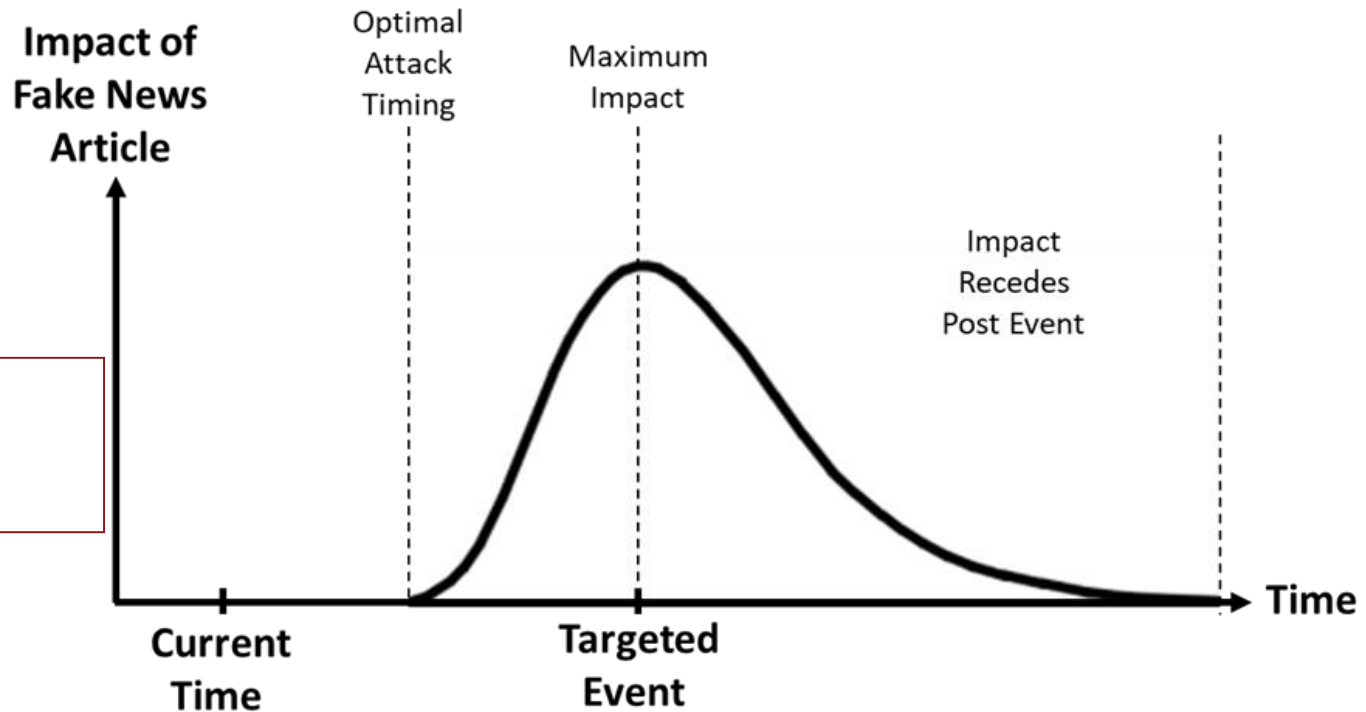 Impact of
Fake News
Article
Optimal
Attack
Timing
Maximum
Impact
Impact
Recedes
Post Event
Time
Current
Time
Targeted
Event